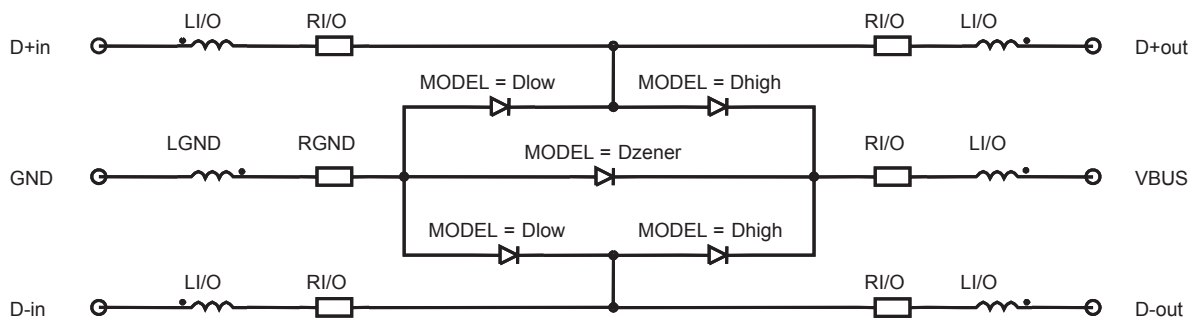 LI/O RI/O RI/O LI/O
D+in D+out
MODEL = Dlow MODEL = Dhigh
LGND RGND MODEL = Dzener RI/O LI/O
GND VBUS
MODEL = Dlow MODEL = Dhigh
LI/O RI/O RI/O LI/O
D-in D-out